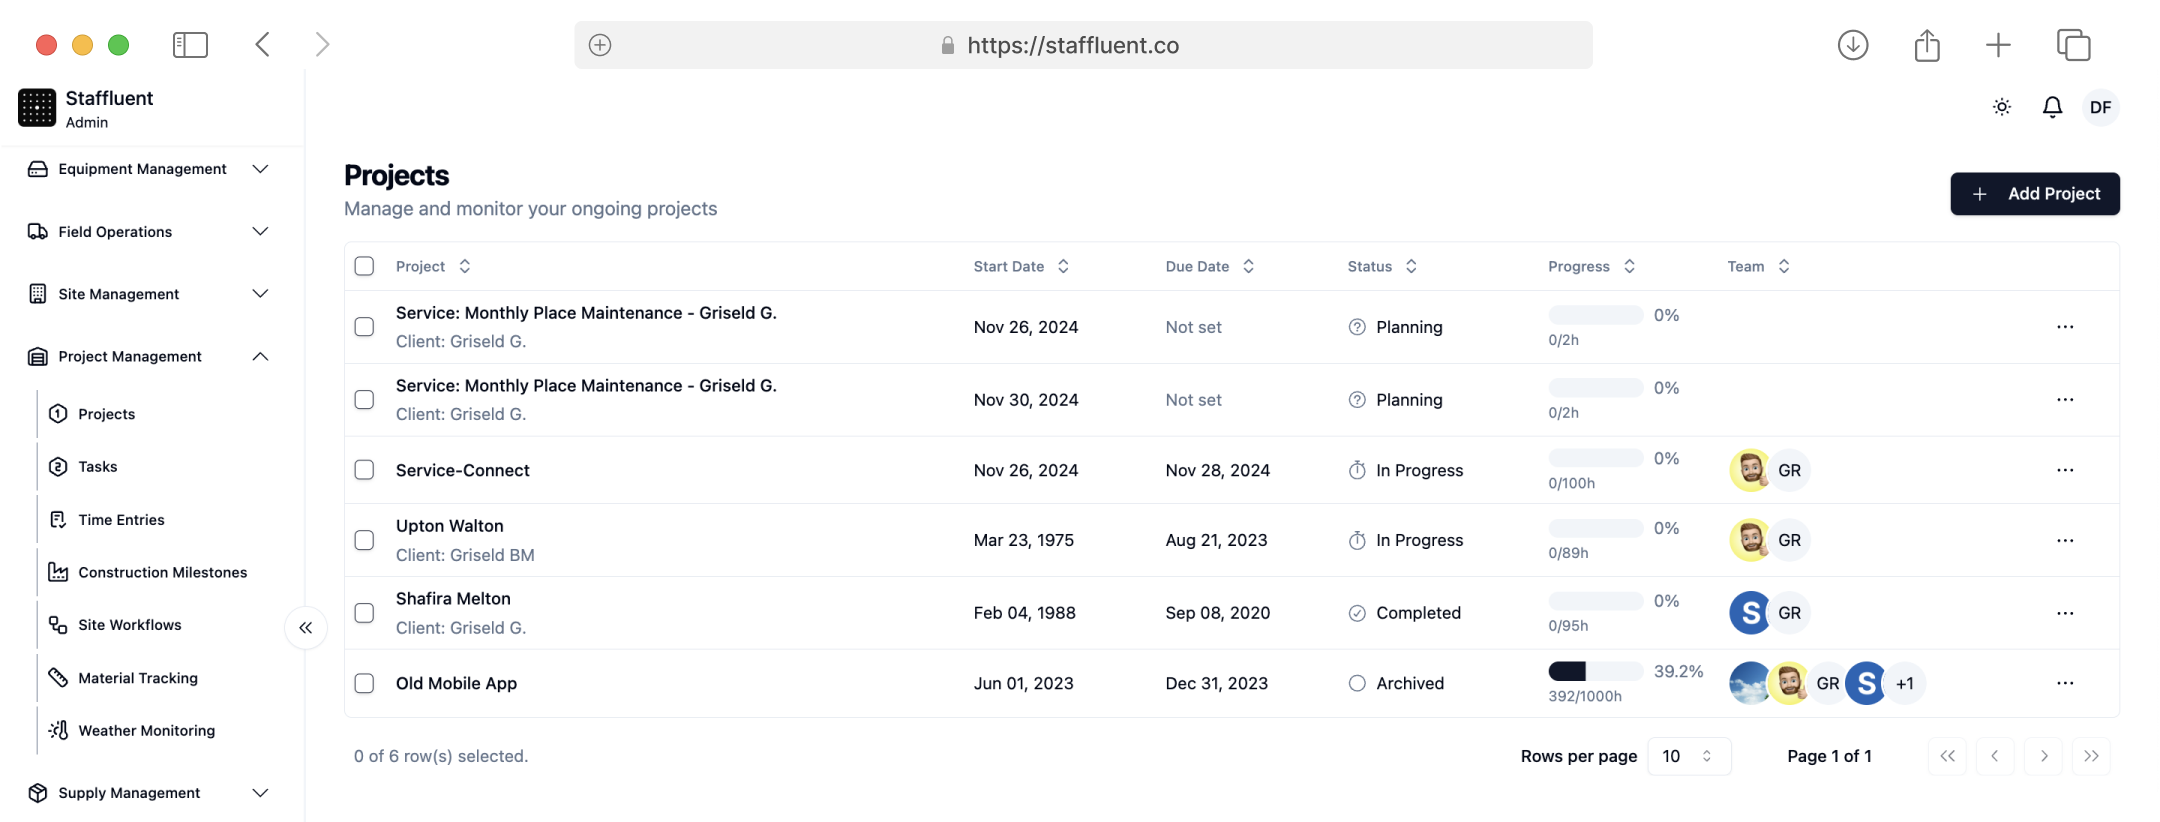 https://staffluent.co
Staffluent
Admin
DF
Equipment Management
Field Operations
Site Management
Project Management
1 Projects
2 Tasks
Time Entries
Construction Milestones
Site Workflows
Material Tracking
Weather Monitoring
Supply Management
Projects
Manage and monitor your ongoing projects
+ Add Project
Project Start Date Due Date Status Progress Team
Service: Monthly Place Maintenance - Griseld G.
Client: Griseld G.
Nov 26, 2024 Not set Planning 0%
0/2h
Service: Monthly Place Maintenance - Griseld G.
Client: Griseld G.
Nov 30, 2024 Not set Planning 0%
0/2h
Service-Connect Nov 26, 2024 Nov 28, 2024 In Progress 0%
0/100h
GR
Upton Walton
Client: Griseld BM
Mar 23, 1975 Aug 21, 2023 In Progress 0%
0/89h
GR
Shafira Melton
Client: Griseld G.
Feb 04, 1988 Sep 08, 2020 Completed 0%
0/95h
S GR
Old Mobile App Jun 01, 2023 Dec 31, 2023 Archived 39.2%
392/1000h
GR S +1
0 of 6 row(s) selected.
Rows per page 10 Page 1 of 1